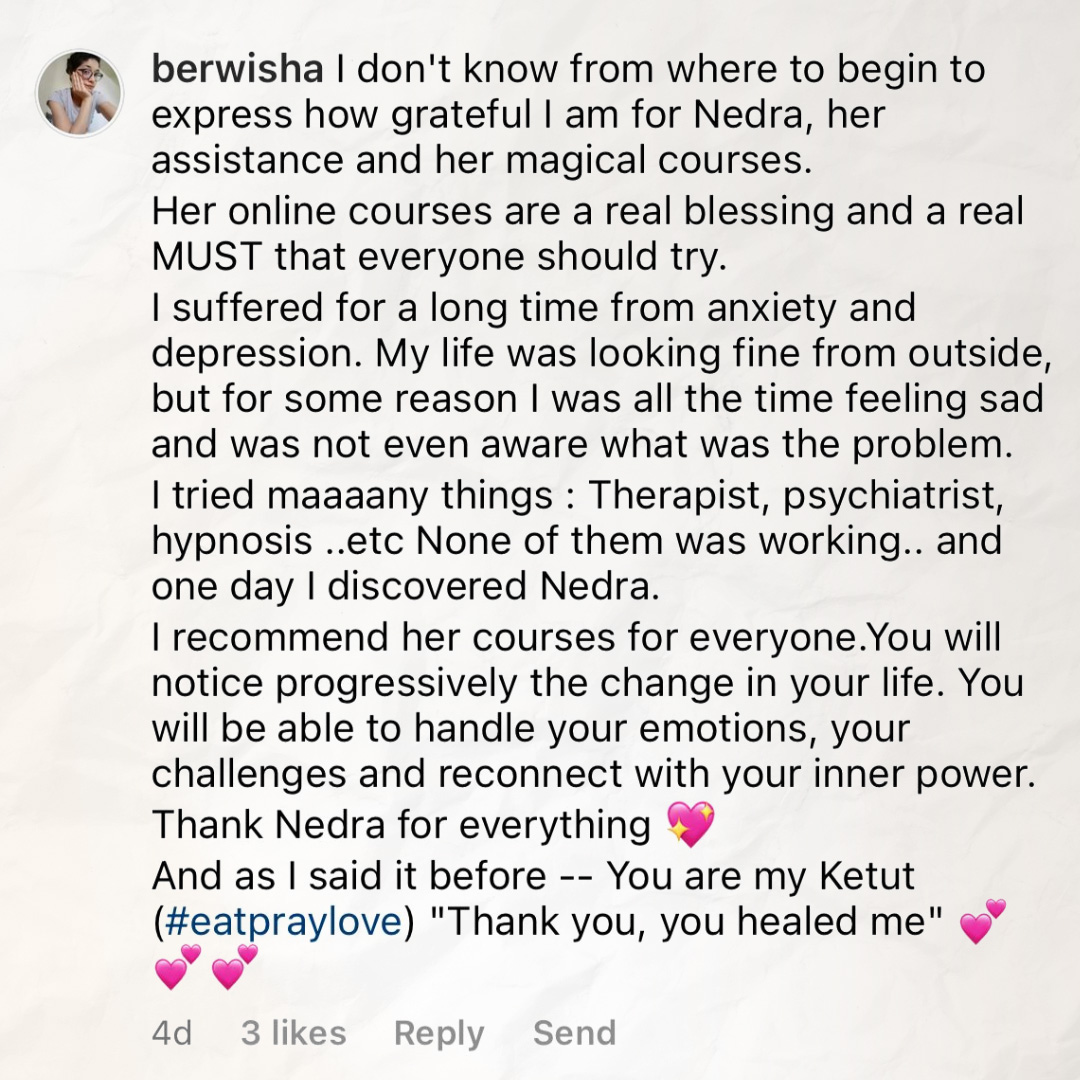 berwisha I don't know from where to begin to
express how grateful I am for Nedra, her
assistance and her magical courses.
Her online courses are a real blessing and a real
MUST that everyone should try.
I suffered for a long time from anxiety and
depression. My life was looking fine from outside,
but for some reason I was all the time feeling sad
and was not even aware what was the problem.
I tried maaaany things : Therapist, psychiatrist,
hypnosis ..etc None of them was working.. and
one day I discovered Nedra.
I recommend her courses for everyone.You will
notice progressively the change in your life. You
will be able to handle your emotions, your
challenges and reconnect with your inner power.
Thank Nedra for everything 💖
And as I said it before -- You are my Ketut
(#eatpraylove) "Thank you, you healed me" 💕
💕 💕
4d 3 likes Reply Send